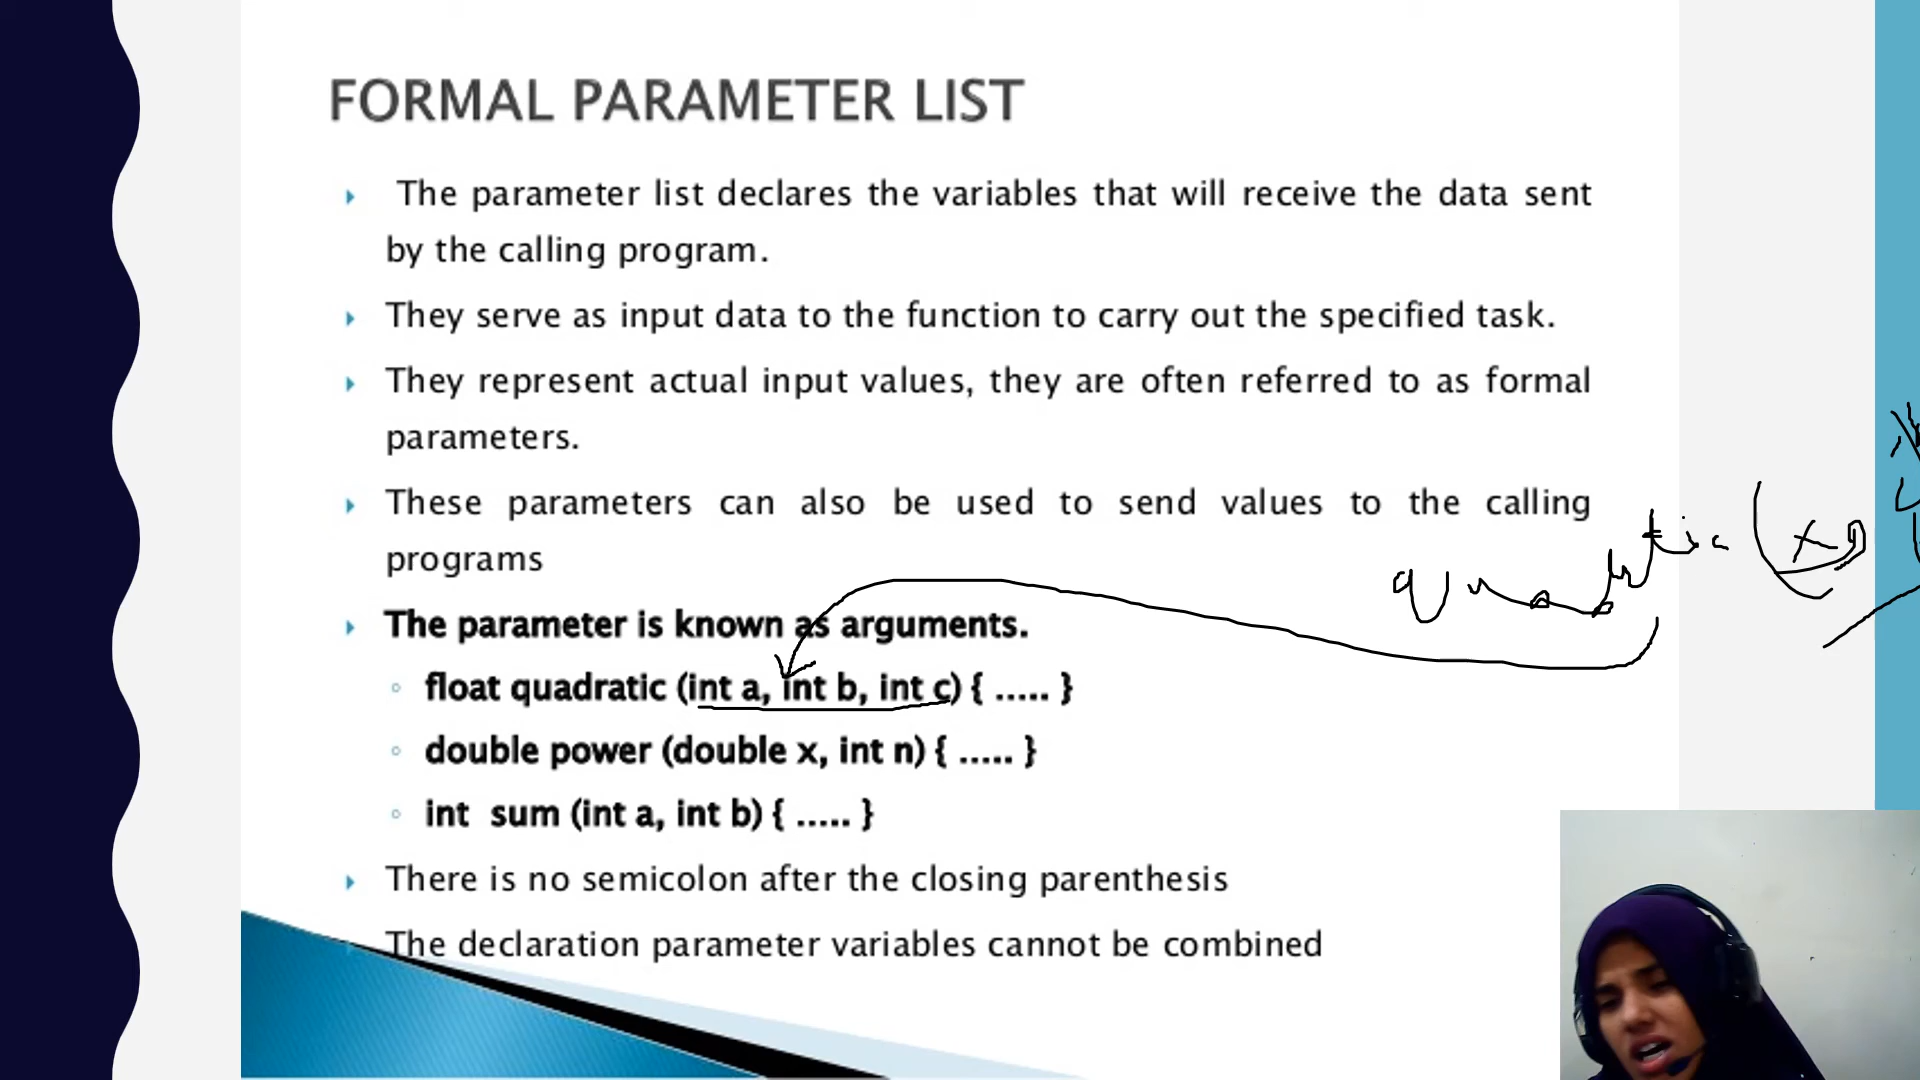 FORMAL PARAMETER LIST
The parameter list declares the variables that will receive the data sent
by the calling program.
They serve as input data to the function to carry out the specified task.
They represent actual input values, they are often referred to as formal
parameters.
These parameters can also be used to send values to the calling
programs
The parameter is known as arguments.
float quadratic (int a, int b, int c) { ..... }
double power (double x, int n) { ..... }
int sum (int a, int b) { ..... }
There is no semicolon after the closing parenthesis
The declaration parameter variables cannot be combined